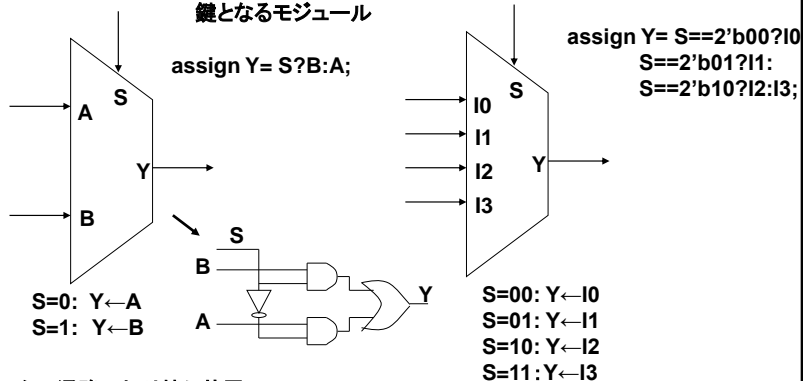 鍵となるモジュール
assign Y= S?B:A;
S
A
Y
B
S=0: Y←A
S=1: Y←B
S
B
A
Y
assign Y= S==2’b00?I0
S==2’b01?I1:
S==2’b10?I2:I3;
S
I0
I1
I2
I3
Y
S=00: Y←I0
S=01: Y←I1
S=10: Y←I2
S=11: Y←I3